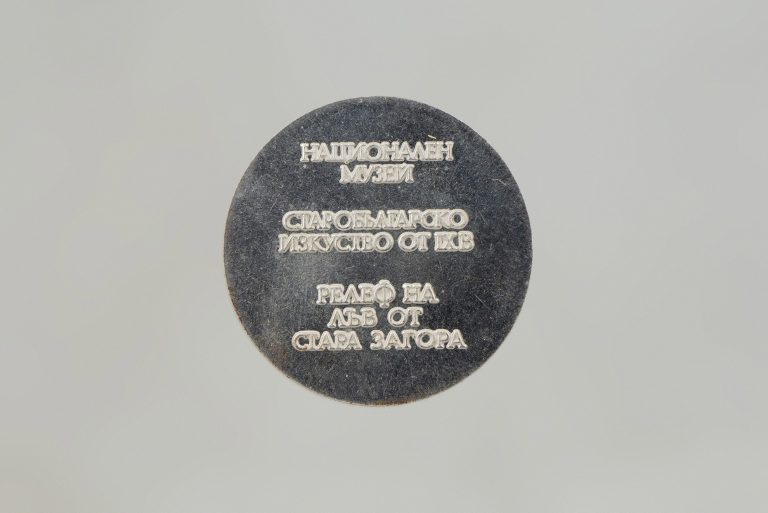 НАЦИОНАЛЕН
МУЗЕЙ
СТАРОБЪЛГАРСКО
ИЗКУСТВО ОТ IX В
РЕЛЕФ НА
ЛЪВ ОТ
СТАРА ЗАГОРА